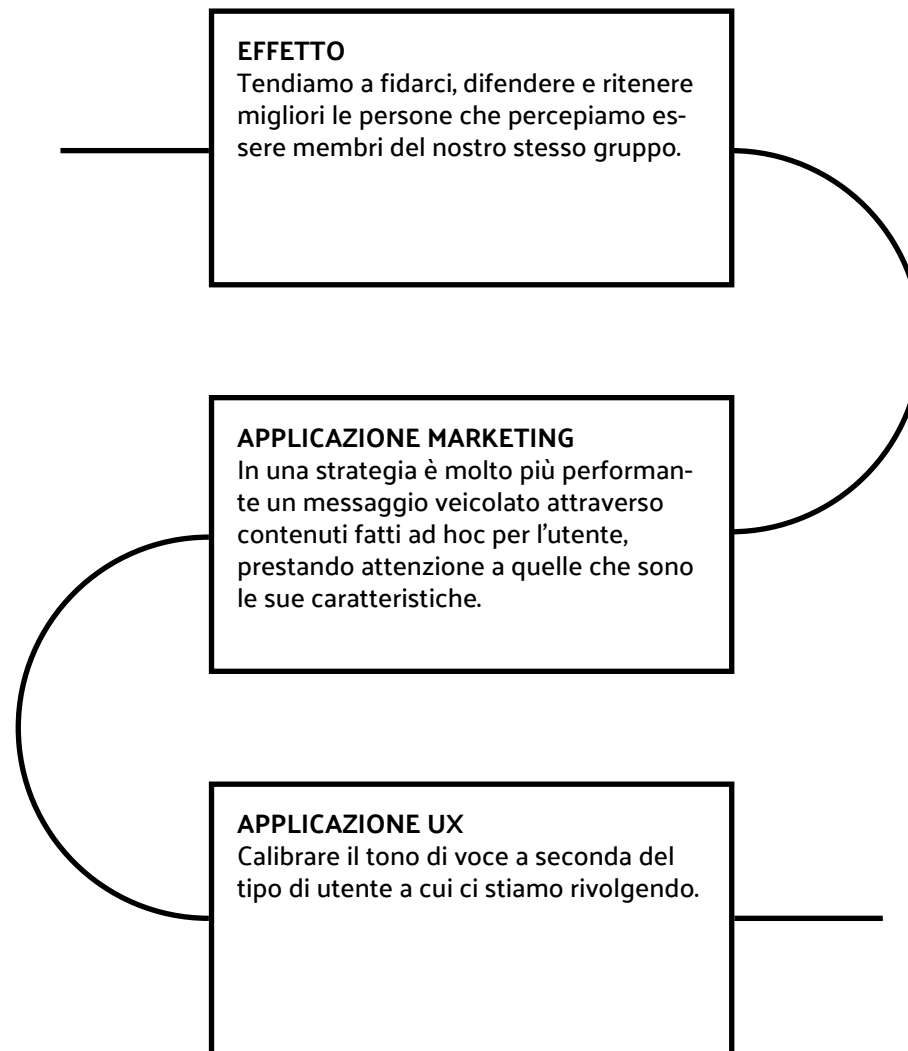 EFFETTO
Tendiamo a fidarci, difendere e ritenere
migliori le persone che percepiamo es-
sere membri del nostro stesso gruppo.
APPLICAZIONE MARKETING
In una strategia è molto più performan-
te un messaggio veicolato attraverso
contenuti fatti ad hoc per l'utente,
prestando attenzione a quelle che sono
le sue caratteristiche.
APPLICAZIONE UX
Calibrare il tono di voce a seconda del
tipo di utente a cui ci stiamo rivolgendo.